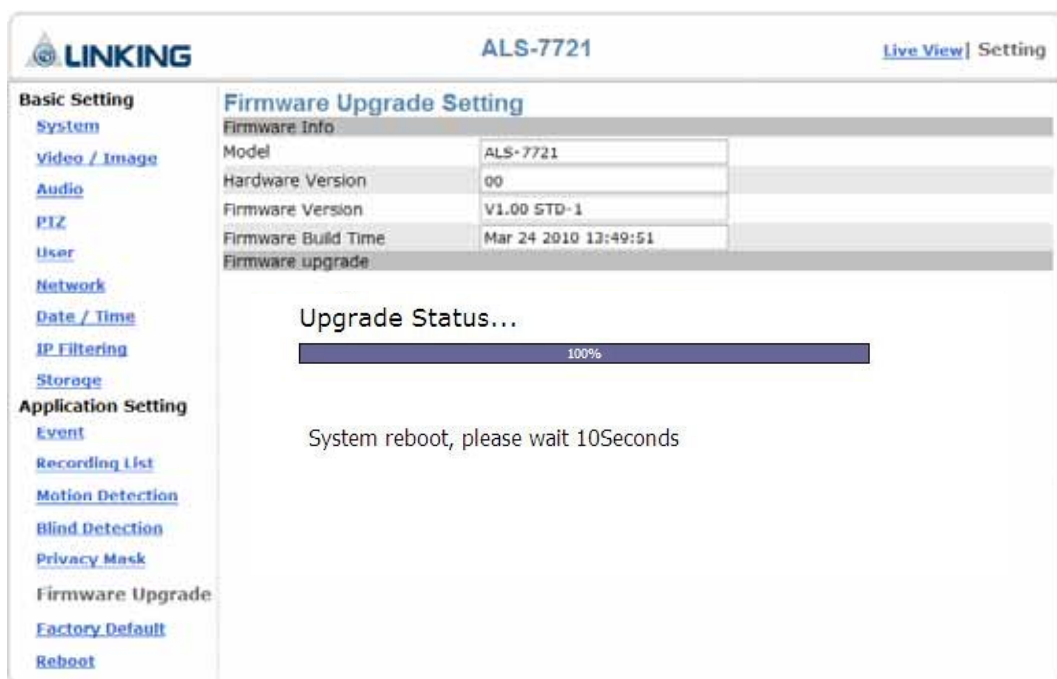 LINKING
ALS-7721
Live View| Setting
Basic Setting
System
Video / Image
Audio
PTZ
User
Network
Date / Time
IP Filtering
Storage
Application Setting
Event
Recording List
Motion Detection
Blind Detection
Privacy Mask
Firmware Upgrade
Factory Default
Reboot
Firmware Upgrade Setting
Firmware Info
Model ALS-7721
Hardware Version 00
Firmware Version V1.00 STD-1
Firmware Build Time Mar 24 2010 13:49:51
Firmware upgrade
Upgrade Status...
100%
System reboot, please wait 10Seconds